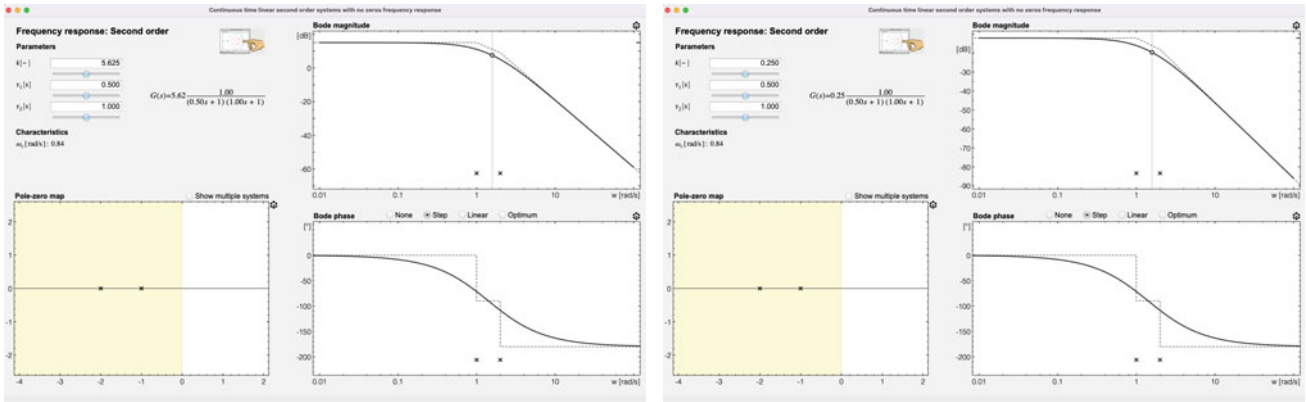 Continuous time linear second order systems with no zeros frequency response
Frequency response: Second order
Parameters
k[−]
5.625
τ₁[s]
0.500
τ₂[s]
1.000
G(s)=5.62 1.00
(0.50s + 1) (1.00s + 1)
Characteristics
[rad/s] : 0.84
Bode magnitude
[dB]
0
-20
-40
-60
0.01 0.1 1 10 w [rad/s]
Pole-zero map
Show multiple systems
2
1
0
-1
-2
-4 -3 -2 -1 0 1 2
Bode phase None Step Linear Optimum
[°]
0
-50
-100
-150
-200
0.01 0.1 1 10 w [rad/s]
Continuous time linear second order systems with no zeros frequency response
Frequency response: Second order
Parameters
k[−]
0.250
τ₁[s]
0.500
τ₂[s]
1.000
G(s)=0.25 1.00
(0.50s + 1) (1.00s + 1)
Characteristics
[rad/s] : 0.84
Bode magnitude
[dB]
-20
-30
-40
-50
-60
-70
-80
-90
0.01 0.1 1 10 w [rad/s]
Pole-zero map
Show multiple systems
2
1
0
-1
-2
-4 -3 -2 -1 0 1 2
Bode phase None Step Linear Optimum
[°]
0
-50
-100
-150
-200
0.01 0.1 1 10 w [rad/s]